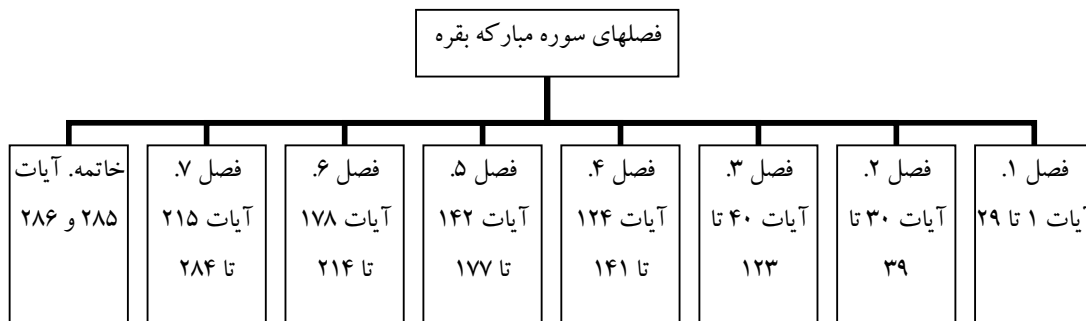 فصلهای سوره مبارکه بقره
فصل ۱.
آیات ۱ تا ۲۹
فصل ۲.
آیات ۳۰ تا
۳۹
فصل ۳.
آیات ۴۰ تا
۱۲۳
فصل ۴.
آیات ۱۲۴
تا ۱۴۱
فصل ۵.
آیات ۱۴۲
تا ۱۷۷
فصل ۶.
آیات ۱۷۸
تا ۲۱۴
فصل ۷.
آیات ۲۱۵
تا ۲۸۴
خاتمه. آیات
۲۸۵ و ۲۸۶